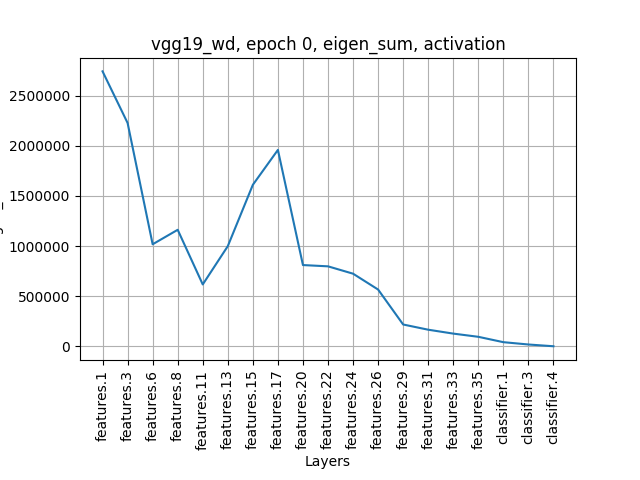 vgg19_wd, epoch 0, eigen_sum, activation
2500000
2000000
1500000
1000000
500000
0
features.1
features.3
features.6
features.8
features.11
features.13
features.15
features.17
features.20
features.22
features.24
features.26
features.29
features.31
features.33
features.35
classifier.1
classifier.3
classifier.4
Layers